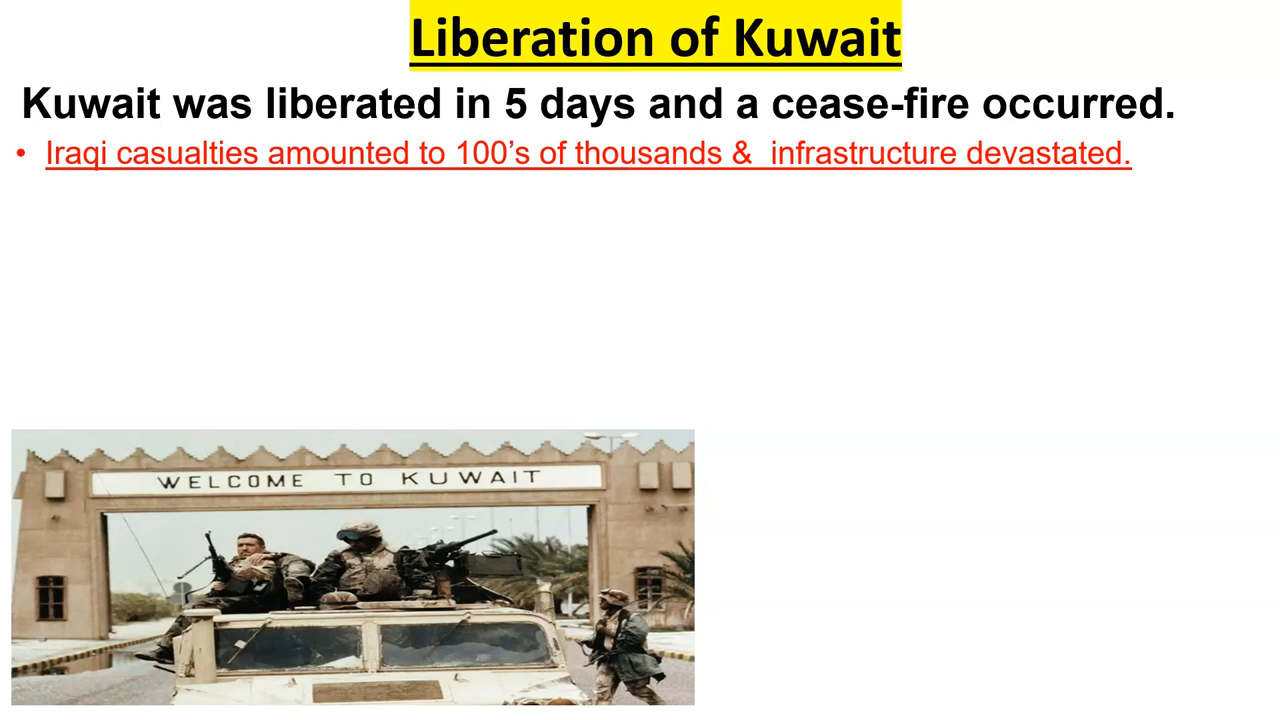 Liberation of Kuwait
Kuwait was liberated in 5 days and a cease-fire occurred.
• Iraqi casualties amounted to 100’s of thousands &  infrastructure devastated.
WELCOME TO KUWAIT